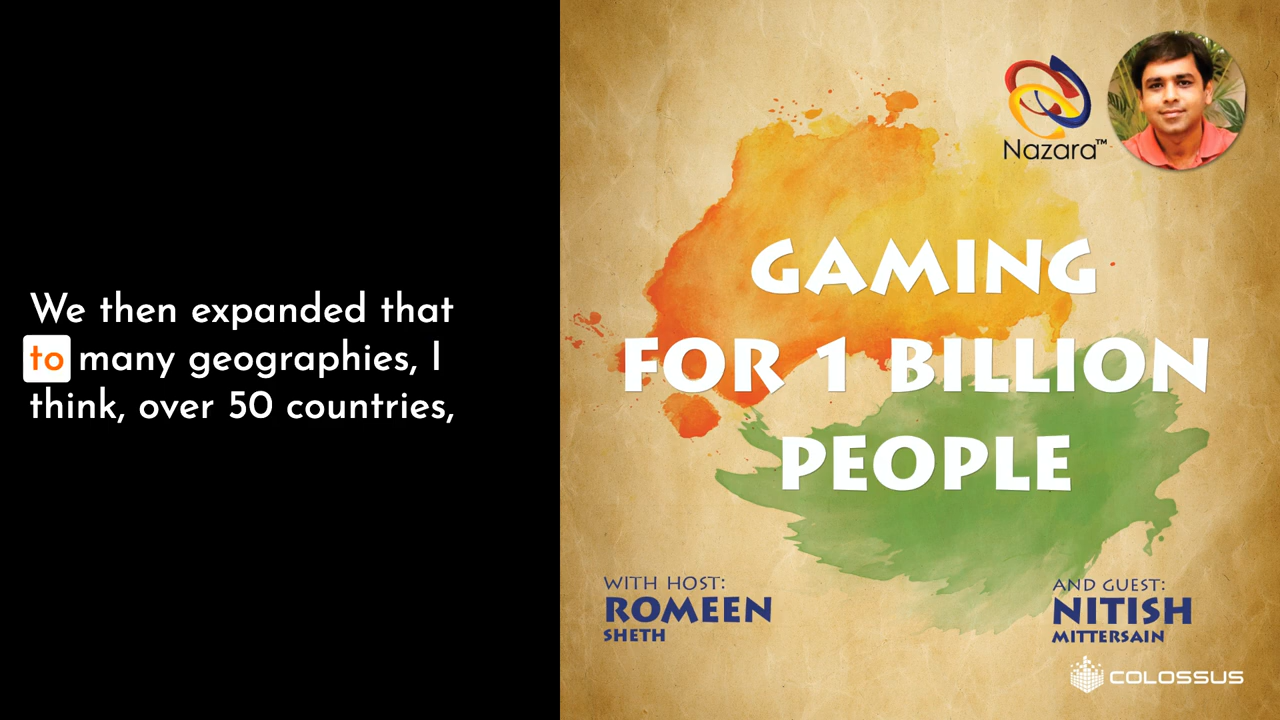 We then expanded that
to many geographies, I
think, over 50 countries,
Nazara™
GAMING
FOR 1 BILLION
PEOPLE
WITH HOST:
ROMEEN
SHETH
AND GUEST:
NITISH
MITTERSAIN
COLOSSUS